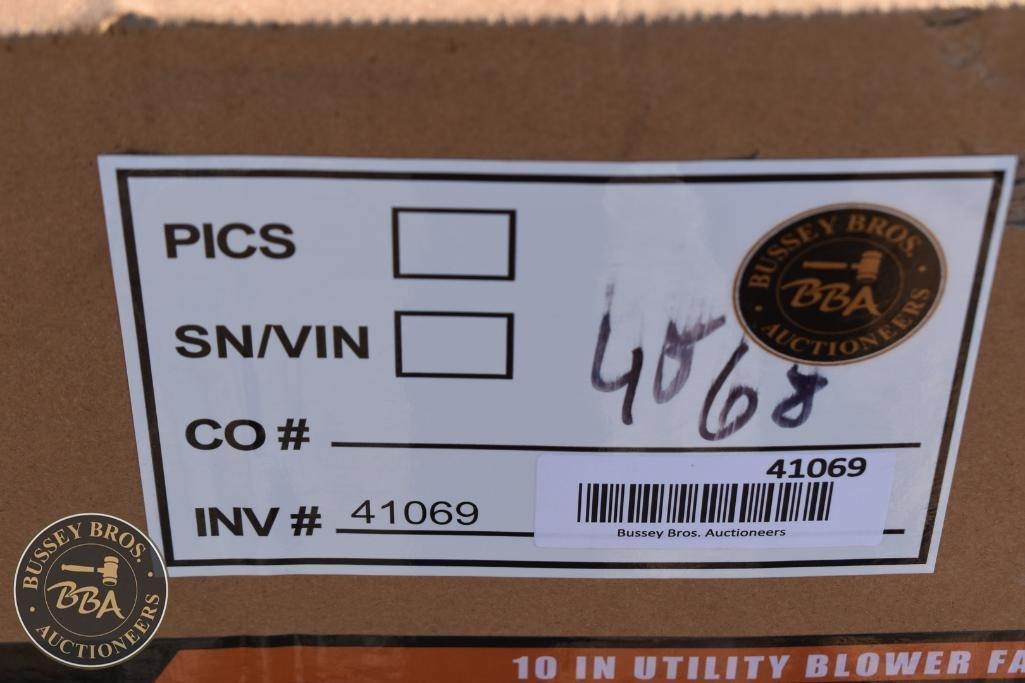 PICS
BUSSEY BROS.
BBA
AUCTIONEERS
SN/VIN
4068
CO #
41069
INV # 41069
Bussey Bros. Auctioneers
BUSSEY BROS.
BBA
AUCTIONEERS
10 IN UTILITY BLOWER FA